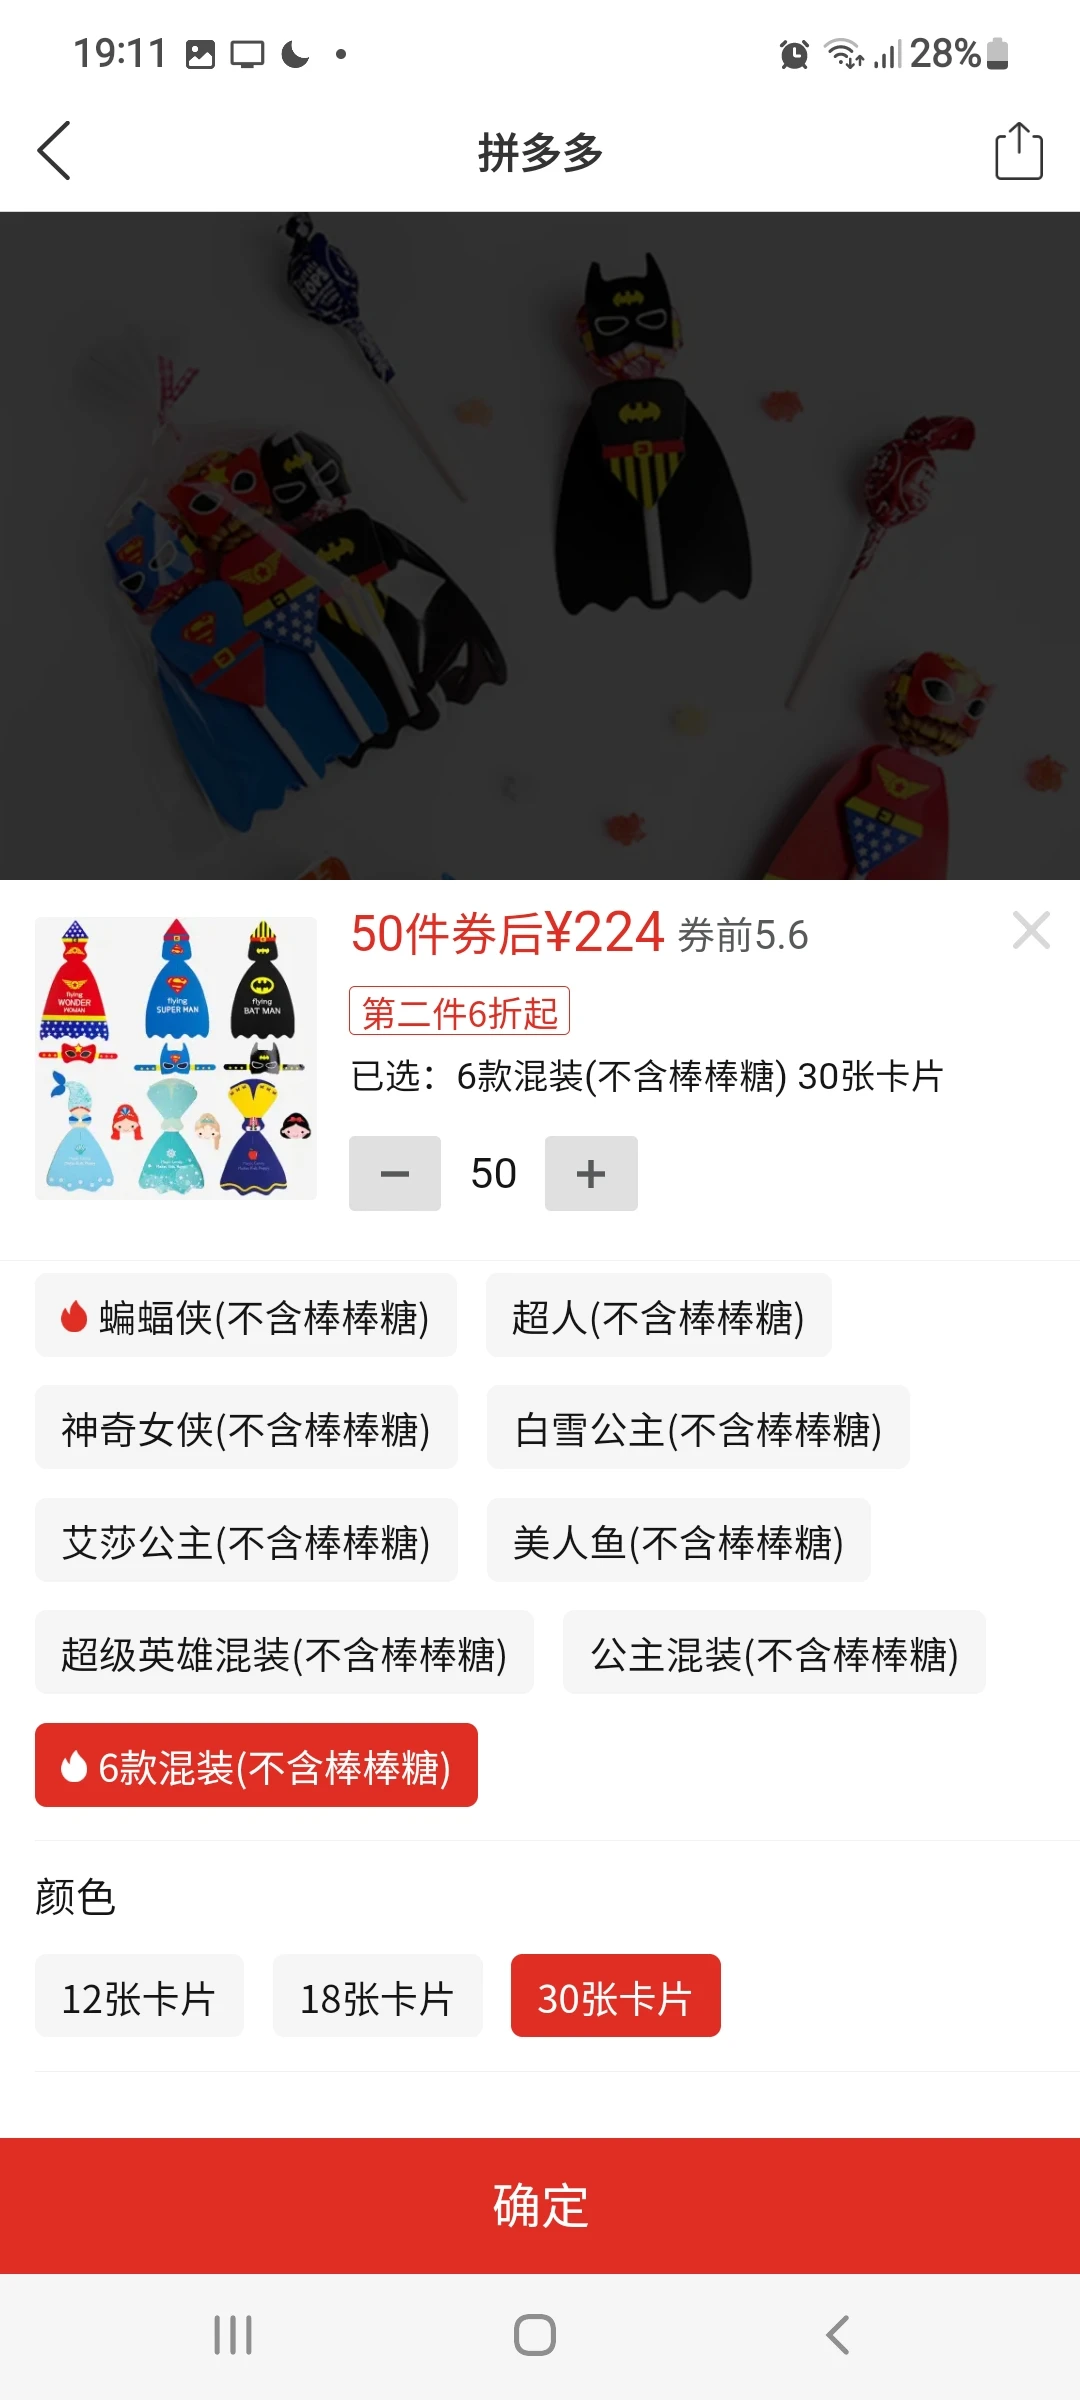 19:11
28%
拼多多
50件券后¥224 券前5.6
第二件6折起
已选：6款混装(不含棒棒糖) 30张卡片
flying
WONDER
WOMAN
flying
SUPER MAN
flying
BAT MAN
50
蝙蝠侠(不含棒棒糖)
超人(不含棒棒糖)
神奇女侠(不含棒棒糖)
白雪公主(不含棒棒糖)
艾莎公主(不含棒棒糖)
美人鱼(不含棒棒糖)
超级英雄混装(不含棒棒糖)
公主混装(不含棒棒糖)
6款混装(不含棒棒糖)
颜色
12张卡片
18张卡片
30张卡片
确定